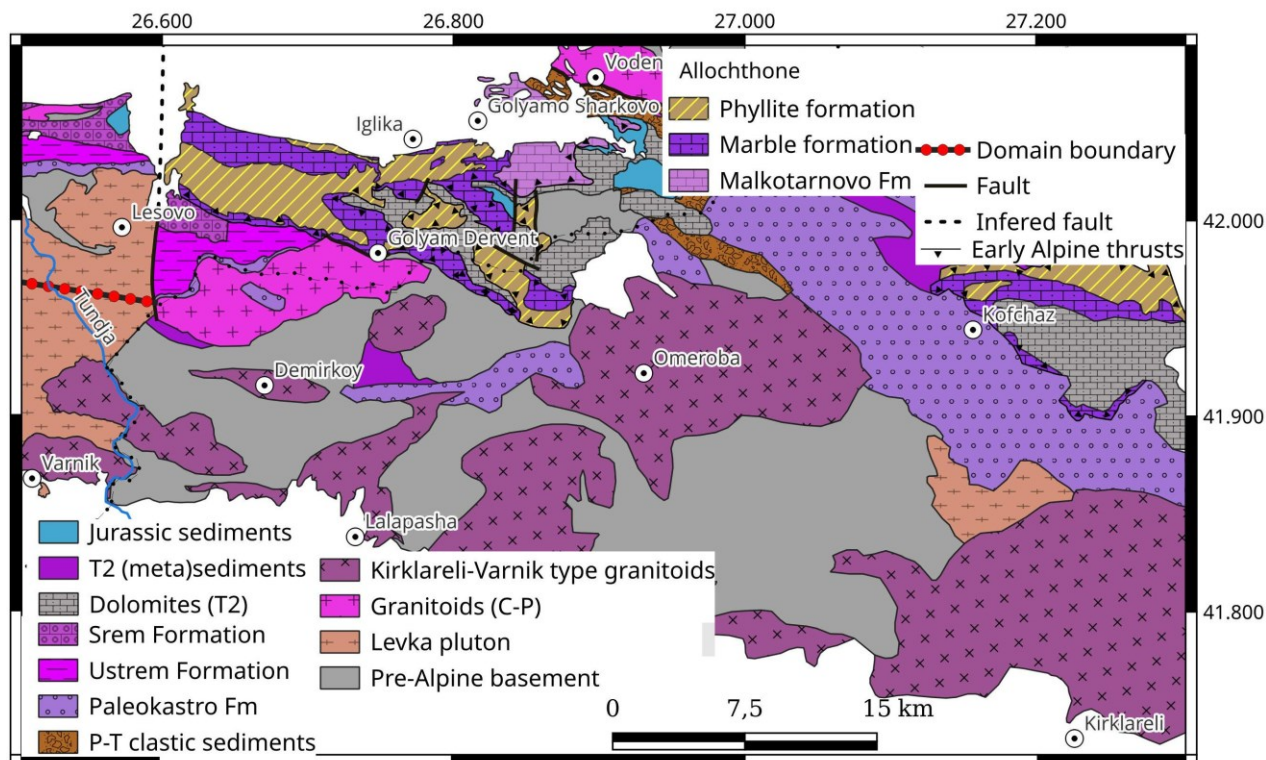 26.600
26.800
27.000
27.200
Voden
Golyamo Sharkovo
Iglika
Allochthone
Phyllite formation
Marble formation
Malkotarnovo Fm
Domain boundary
Fault
Infered fault
Early Alpine thrusts
42.000
41.900
41.800
Lesovo
Golyam Dervent
Tundja
Kofchaz
Omeroba
Demirkoy
Varnik
Lalapasha
Kirklareli
Jurassic sediments
T2 (meta)sediments
Dolomites (T2)
Srem Formation
Ustrem Formation
Paleokastro Fm
P-T clastic sediments
Kirklareli-Varnik type granitoids
Granitoids (C-P)
Levka pluton
Pre-Alpine basement
0 7,5 15 km